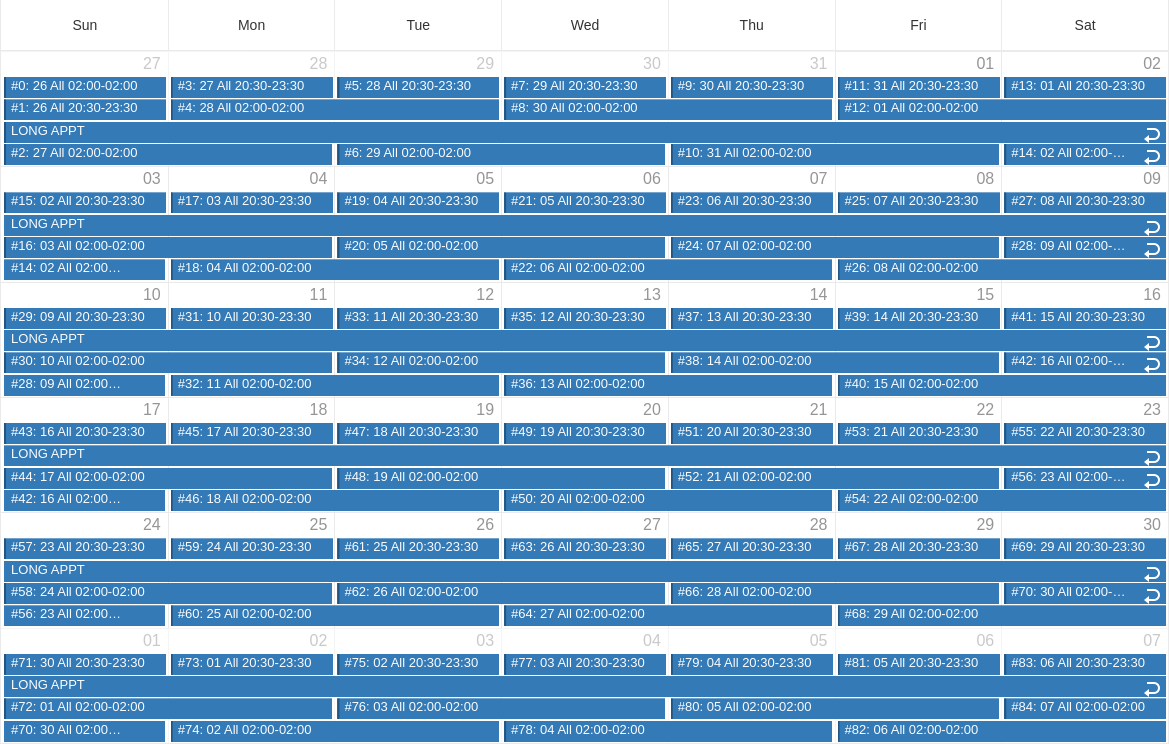 Sun Mon Tue Wed Thu Fri Sat
27 28 29 30 31 01 02
#0: 26 All 02:00-02:00 #3: 27 All 20:30-23:30 #5: 28 All 20:30-23:30 #7: 29 All 20:30-23:30 #9: 30 All 20:30-23:30 #11: 31 All 20:30-23:30 #13: 01 All 20:30-23:30
#1: 26 All 20:30-23:30 #4: 28 All 02:00-02:00 #8: 30 All 02:00-02:00 #12: 01 All 02:00-02:00
LONG APPT
#2: 27 All 02:00-02:00 #6: 29 All 02:00-02:00 #10: 31 All 02:00-02:00 #14: 02 All 02:00-…
03 04 05 06 07 08 09
#15: 02 All 20:30-23:30 #17: 03 All 20:30-23:30 #19: 04 All 20:30-23:30 #21: 05 All 20:30-23:30 #23: 06 All 20:30-23:30 #25: 07 All 20:30-23:30 #27: 08 All 20:30-23:30
LONG APPT
#16: 03 All 02:00-02:00 #20: 05 All 02:00-02:00 #24: 07 All 02:00-02:00 #28: 09 All 02:00-…
#14: 02 All 02:00… #18: 04 All 02:00-02:00 #22: 06 All 02:00-02:00 #26: 08 All 02:00-02:00
10 11 12 13 14 15 16
#29: 09 All 20:30-23:30 #31: 10 All 20:30-23:30 #33: 11 All 20:30-23:30 #35: 12 All 20:30-23:30 #37: 13 All 20:30-23:30 #39: 14 All 20:30-23:30 #41: 15 All 20:30-23:30
LONG APPT
#30: 10 All 02:00-02:00 #34: 12 All 02:00-02:00 #38: 14 All 02:00-02:00 #42: 16 All 02:00-…
#28: 09 All 02:00… #32: 11 All 02:00-02:00 #36: 13 All 02:00-02:00 #40: 15 All 02:00-02:00
17 18 19 20 21 22 23
#43: 16 All 20:30-23:30 #45: 17 All 20:30-23:30 #47: 18 All 20:30-23:30 #49: 19 All 20:30-23:30 #51: 20 All 20:30-23:30 #53: 21 All 20:30-23:30 #55: 22 All 20:30-23:30
LONG APPT
#44: 17 All 02:00-02:00 #48: 19 All 02:00-02:00 #52: 21 All 02:00-02:00 #56: 23 All 02:00-…
#42: 16 All 02:00… #46: 18 All 02:00-02:00 #50: 20 All 02:00-02:00 #54: 22 All 02:00-02:00
24 25 26 27 28 29 30
#57: 23 All 20:30-23:30 #59: 24 All 20:30-23:30 #61: 25 All 20:30-23:30 #63: 26 All 20:30-23:30 #65: 27 All 20:30-23:30 #67: 28 All 20:30-23:30 #69: 29 All 20:30-23:30
LONG APPT
#58: 24 All 02:00-02:00 #62: 26 All 02:00-02:00 #66: 28 All 02:00-02:00 #70: 30 All 02:00-…
#56: 23 All 02:00… #60: 25 All 02:00-02:00 #64: 27 All 02:00-02:00 #68: 29 All 02:00-02:00
01 02 03 04 05 06 07
#71: 30 All 20:30-23:30 #73: 01 All 20:30-23:30 #75: 02 All 20:30-23:30 #77: 03 All 20:30-23:30 #79: 04 All 20:30-23:30 #81: 05 All 20:30-23:30 #83: 06 All 20:30-23:30
LONG APPT
#72: 01 All 02:00-02:00 #76: 03 All 02:00-02:00 #80: 05 All 02:00-02:00 #84: 07 All 02:00-02:00
#70: 30 All 02:00… #74: 02 All 02:00-02:00 #78: 04 All 02:00-02:00 #82: 06 All 02:00-02:00